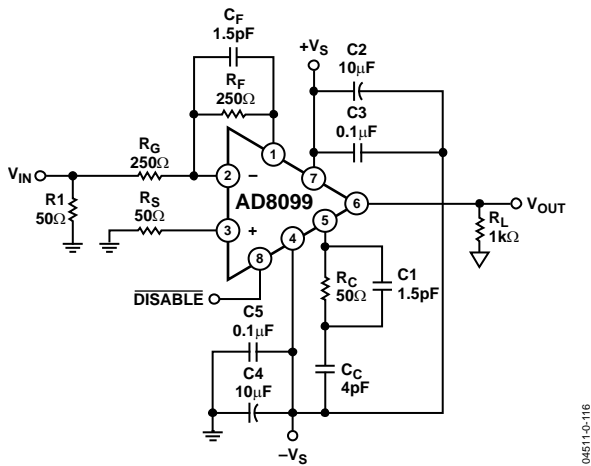 CF
1.5pF
RF
250Ω
+VS
C2
10µF
C3
0.1µF
VIN
RG
250Ω
R1
50Ω
RS
50Ω
1
2
–
3
+
AD8099
7
6
5
4
8
VOUT
RL
1kΩ
DISABLE
RC
50Ω
C1
1.5pF
C5
0.1µF
C4
10µF
CC
4pF
–VS
04511-0-116